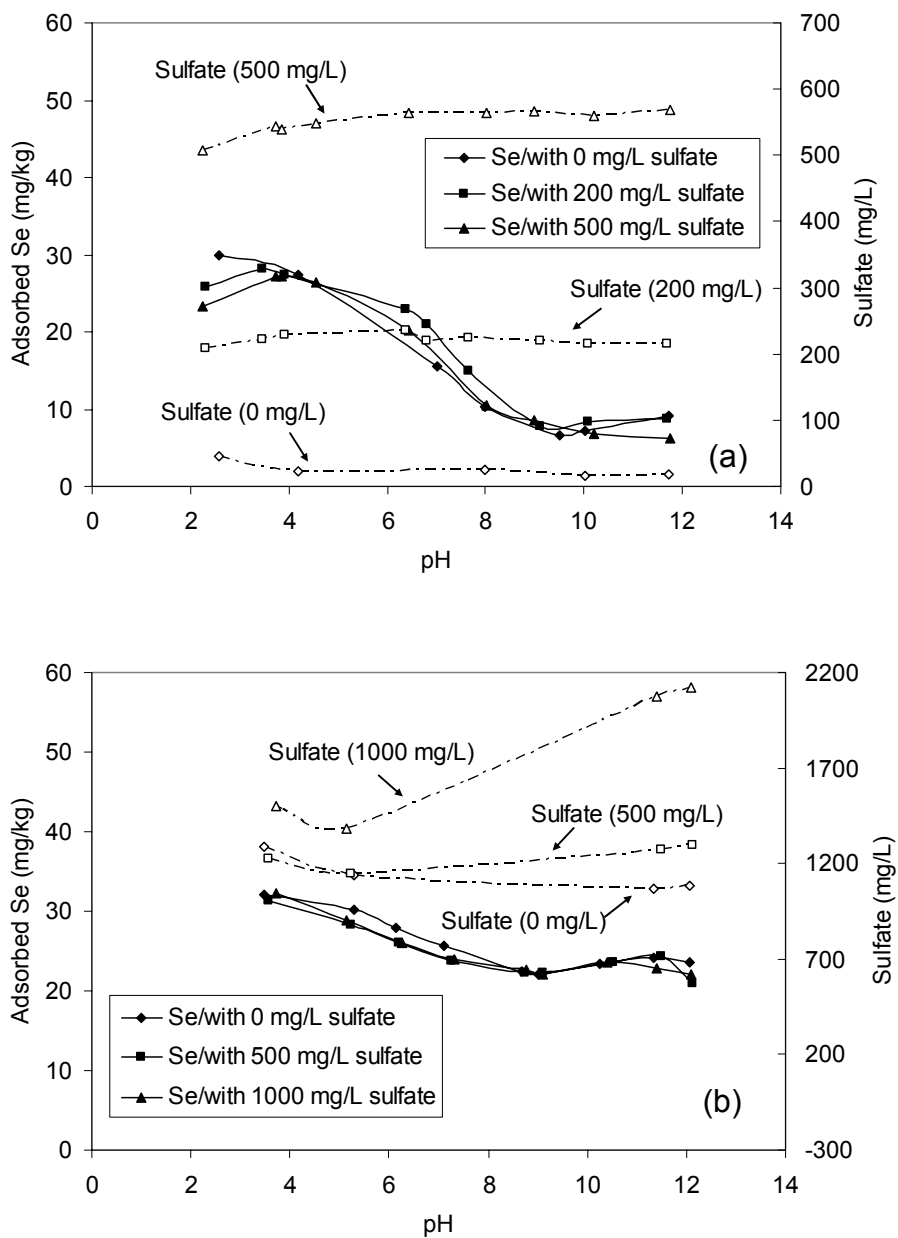 60
50
40
30
20
10
0
Adsorbed Se (mg/kg)
700
600
500
400
300
200
100
0
Sulfate (mg/L)
Sulfate (500 mg/L)
Se/with 0 mg/L sulfate
Se/with 200 mg/L sulfate
Se/with 500 mg/L sulfate
Sulfate (200 mg/L)
Sulfate (0 mg/L)
(a)
0 2 4 6 8 10 12 14
pH
60
50
40
30
20
10
0
Adsorbed Se (mg/kg)
2200
1700
1200
700
200
-300
Sulfate (mg/L)
Sulfate (1000 mg/L)
Sulfate (500 mg/L)
Sulfate (0 mg/L)
Se/with 0 mg/L sulfate
Se/with 500 mg/L sulfate
Se/with 1000 mg/L sulfate
(b)
0 2 4 6 8 10 12 14
pH